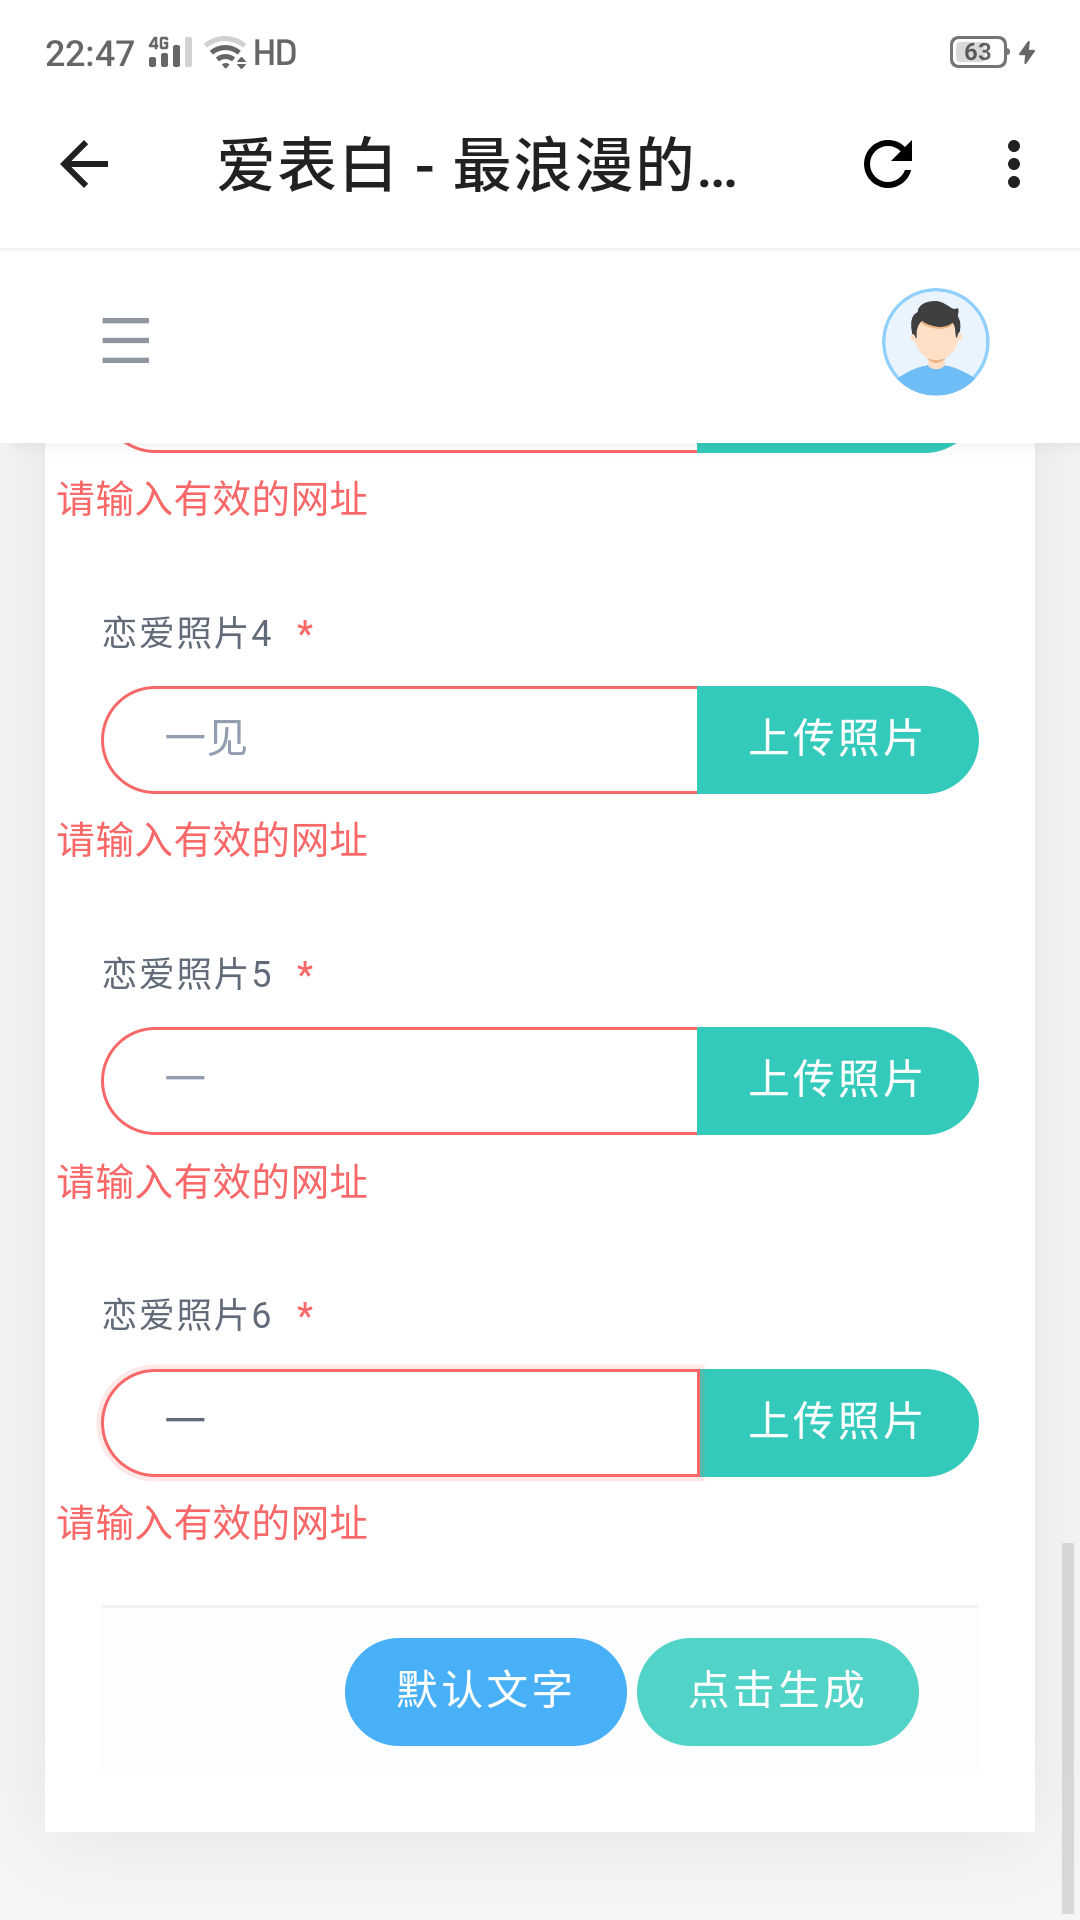 22:47 4G HD 63
爱表白 - 最浪漫的...
请输入有效的网址
恋爱照片4 *
一见 上传照片
请输入有效的网址
恋爱照片5 *
一 上传照片
请输入有效的网址
恋爱照片6 *
一 上传照片
请输入有效的网址
默认文字 点击生成